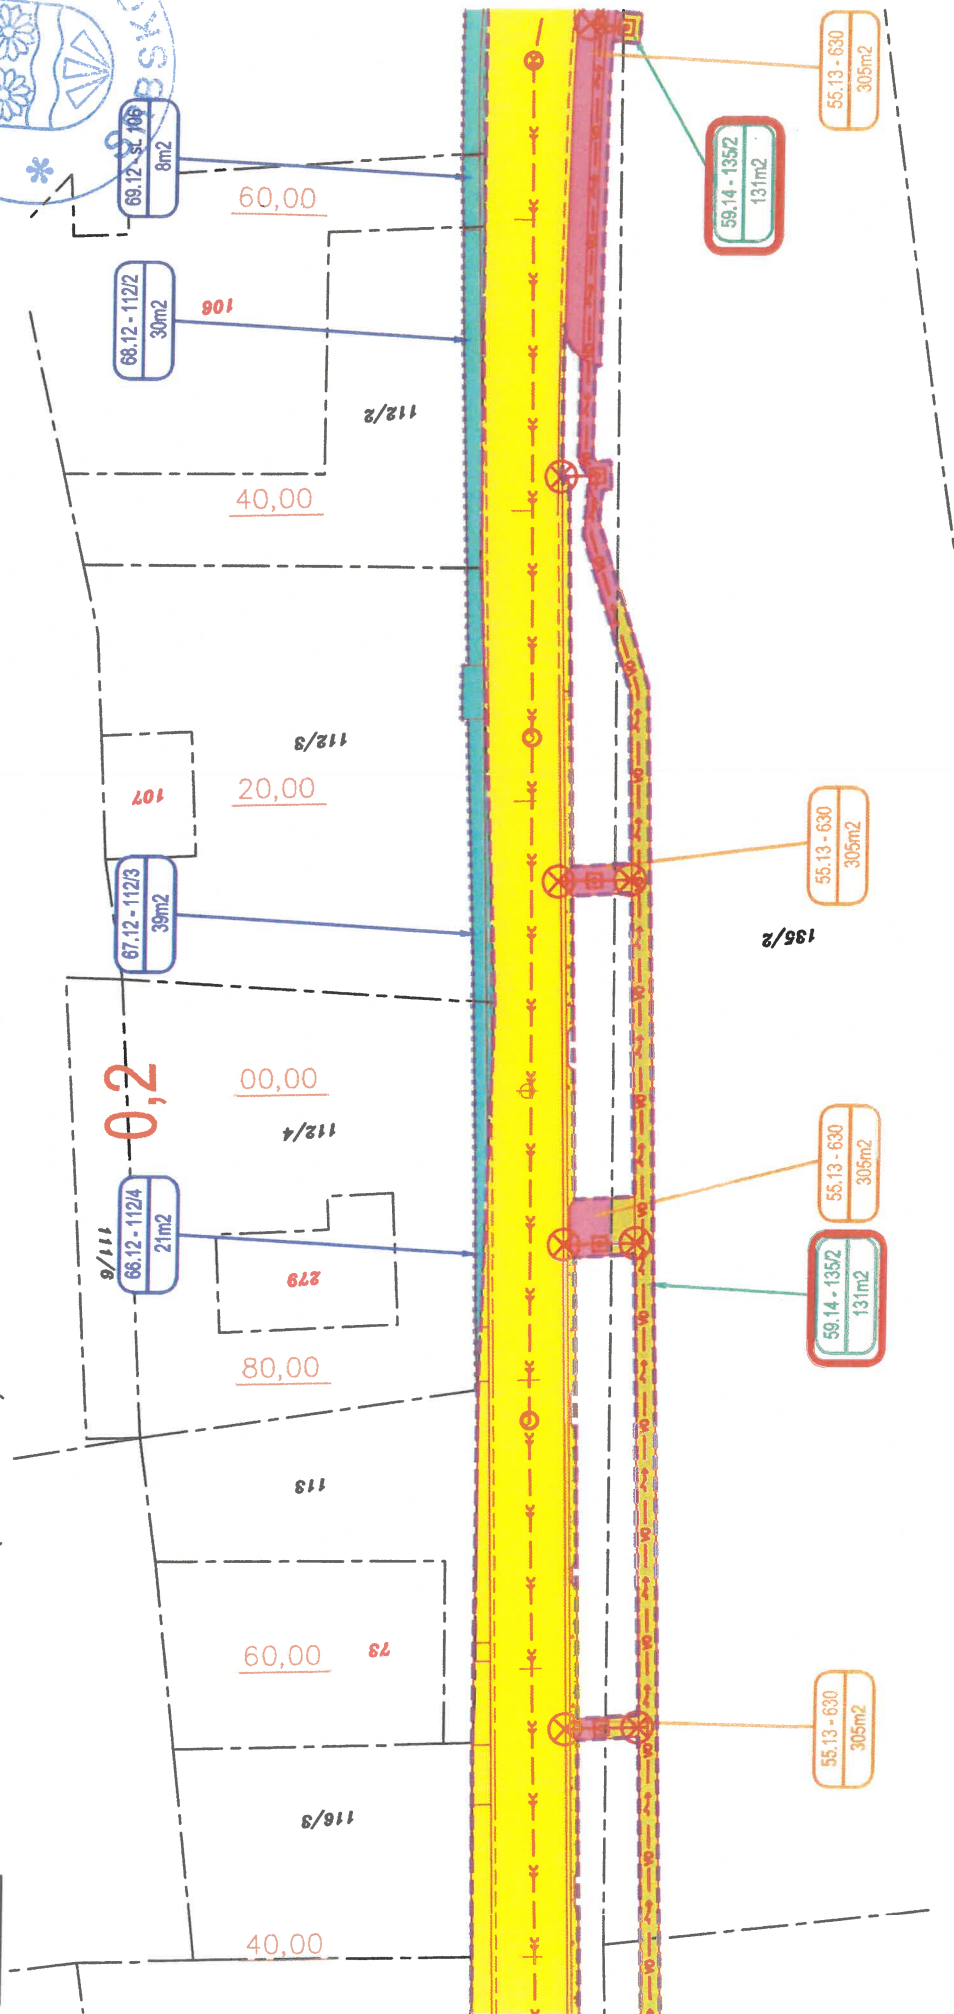 SKO
55.13 - 630
305m2
69.12 - st. 106
8m2
59.14 - 135/2
131m2
60,00
68.12 - 112/2
30m2
106
112/2
40,00
112/3
107
20,00
67.12 - 112/3
39m2
55.13 - 630
305m2
135/2
0,2
00,00
112/4
55.13 - 630
305m2
66.12 - 112/4
21m2
111/6
279
59.14 - 135/2
131m2
80,00
113
73
60,00
55.13 - 630
305m2
116/3
40,00